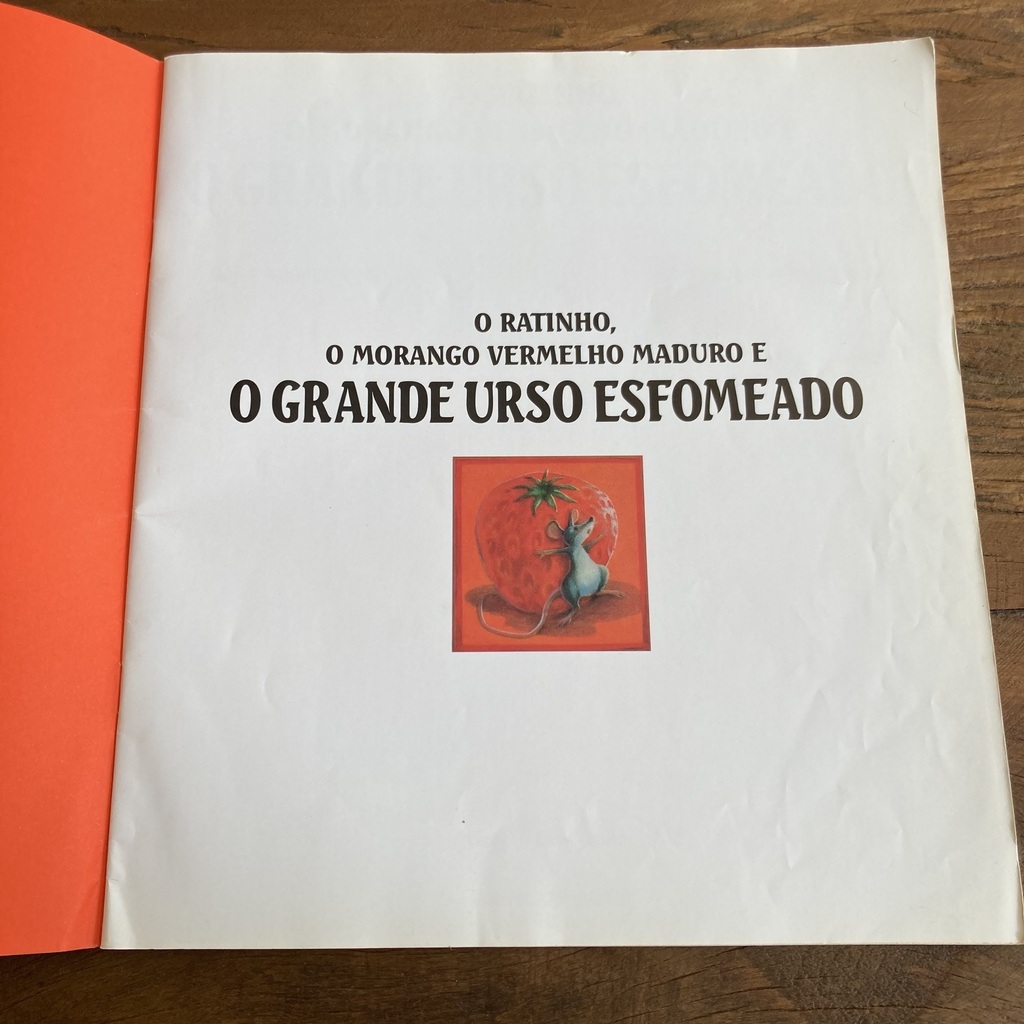 O RATINHO,
O MORANGO VERMELHO MADURO E
O GRANDE URSO ESFOMEADO